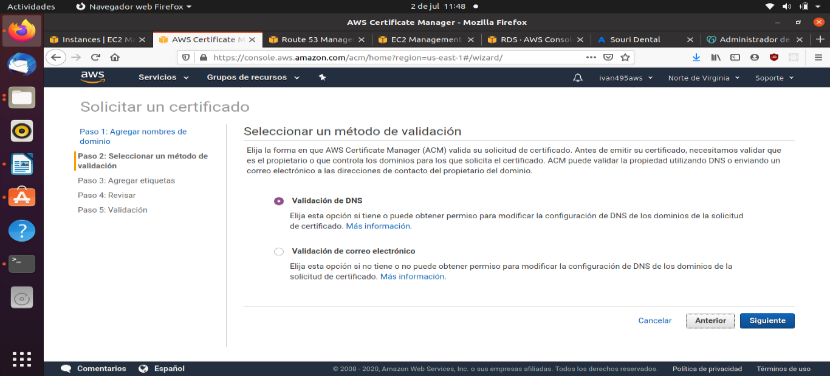 Actividades
Navegador web Firefox
2 de jul 11:48
AWS Certificate Manager - Mozilla Firefox
Instances | EC2 M
AWS Certificate M
Route 53 Manage
EC2 Management
RDS · AWS Consol
Souri Dental
Administrador de
https://console.aws.amazon.com/acm/home?region=us-east-1#/wizard/
aws
Servicios
Grupos de recursos
ivan495aws
Norte de Virginia
Soporte
Solicitar un certificado
Paso 1: Agregar nombres de
dominio
Paso 2: Seleccionar un método de
validación
Paso 3: Agregar etiquetas
Paso 4: Revisar
Paso 5: Validación
Seleccionar un método de validación
Elija la forma en que AWS Certificate Manager (ACM) valida su solicitud de certificado. Antes de emitir su certificado, necesitamos validar que
es el propietario o que controla los dominios para los que solicita el certificado. ACM puede validar la propiedad utilizando DNS o enviando un
correo electrónico a las direcciones de contacto del propietario del dominio.
Validación de DNS
Elija esta opción si tiene o puede obtener permiso para modificar la configuración de DNS de los dominios de la solicitud
de certificado. Más información.
Validación de correo electrónico
Elija esta opción si no tiene o no puede obtener permiso para modificar la configuración de DNS de los dominios de la
solicitud de certificado. Más información.
Cancelar
Anterior
Siguiente
Comentarios
Español
© 2008 - 2020, Amazon Web Services, Inc. o sus empresas afiliadas. Todos los derechos reservados.
Política de privacidad
Términos de uso